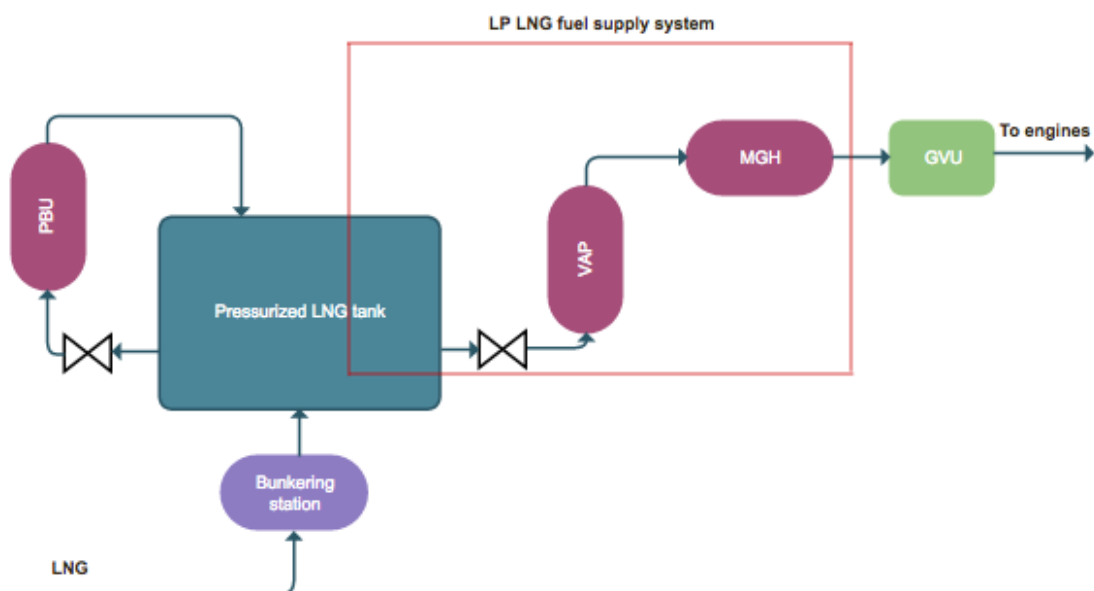 LP LNG fuel supply system
To engines
MGH
GVU
PBU
VAP
Pressurized LNG tank
Bunkering
station
LNG